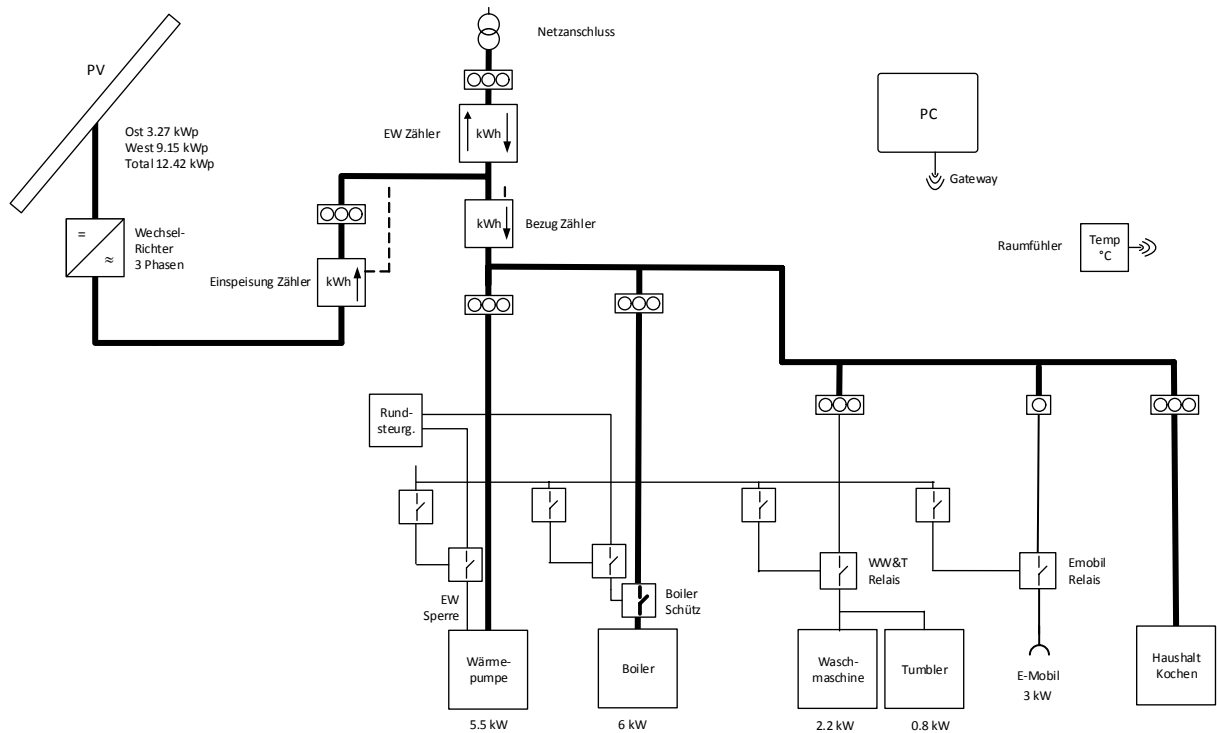 Netzanschluss
PV
PC
Ost 3.27 kWp
West 9.15 kWp
Total 12.42 kWp
EW Zähler
kWh
Gateway
Bezug Zähler
kWh
=
≈
Wechsel-
Richter
3 Phasen
Raumfühler
Temp
°C
Einspeisung Zähler
kWh
Rund-
steurg.
WW&T
Relais
Emobil
Relais
EW
Sperre
Boiler
Schütz
Wärme-
pumpe
Boiler
Wasch-
maschine
Tumbler
E-Mobil
3 kW
Haushalt
Kochen
5.5 kW
6 kW
2.2 kW
0.8 kW